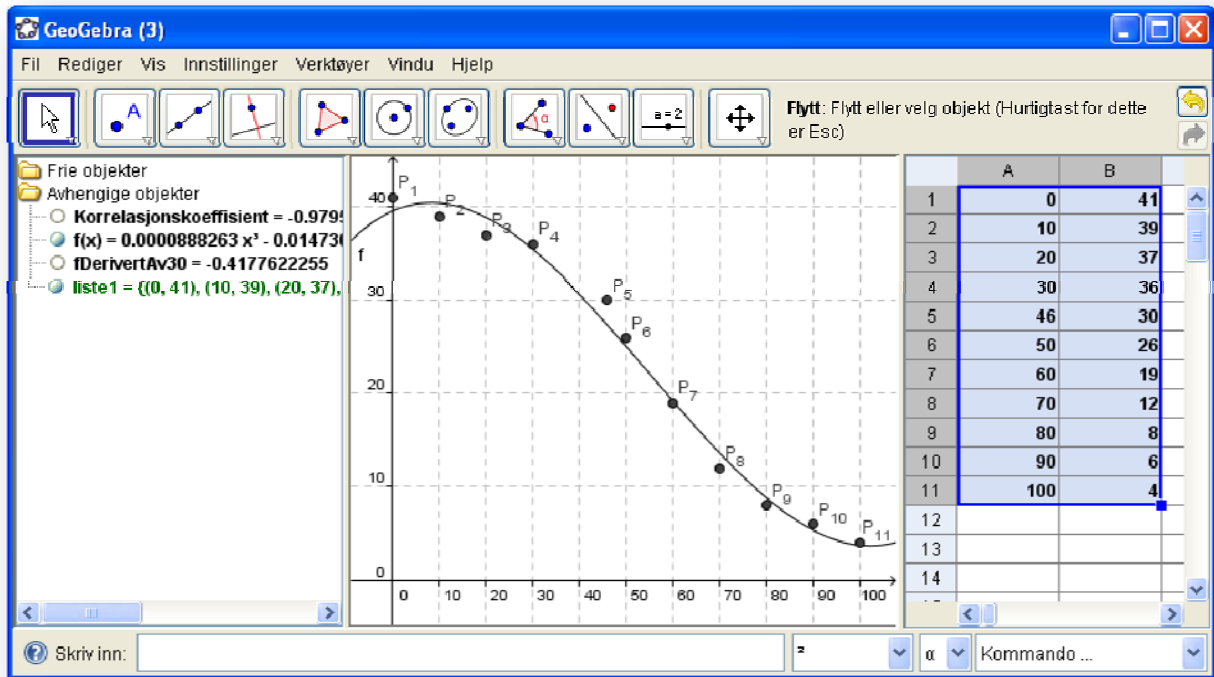 GeoGebra (3)
Fil Rediger Vis Innstillinger Verktøyer Vindu Hjelp
A
α
a = 2
Flytt: Flytt eller velg objekt (Hurtigtast for dette
er Esc)
Frie objekter
Avhengige objekter
Korrelasjonskoeffisient = -0.9795
f(x) = 0.0000888263 x³ - 0.01473
fDerivertAv30 = -0.4177622255
liste1 = {(0, 41), (10, 39), (20, 37),
f
40
30
20
10
0
0 10 20 30 40 50 60 70 80 90 100
P1
P2
P3
P4
P5
P6
P7
P8
P9
P10
P11
A B
1 0 41
2 10 39
3 20 37
4 30 36
5 46 30
6 50 26
7 60 19
8 70 12
9 80 8
10 90 6
11 100 4
12
13
14
Skriv inn: ² α Kommando ...